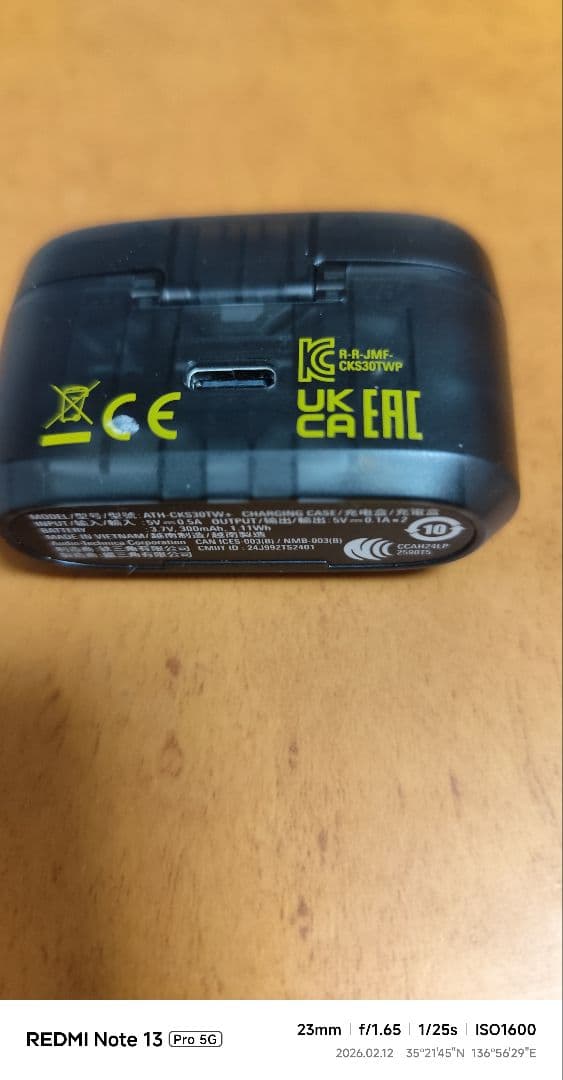 R-R-JMF-
CKS30TWP
CE
UK
CA
EAC
MODEL/型号/型號: ATH-CKS30TW+ CHARGING CASE/充电盒/充電盒
INPUT/输入/輸入 : 5V⎓0.5A OUTPUT/输出/輸出 : 5V⎓0.1A×2
BATTERY : 3.7V, 300mAh, 1.11Wh
MADE IN VIETNAM/越南制造/越南製造
Audio-Technica Corporation CAN ICES-003(B) / NMB-003(B)
CMIIT ID : 24J992TS2401
10
CCAH24LP
2590T5
REDMI Note 13 Pro 5G
23mm | f/1.65 | 1/25s | ISO1600
2026.02.12 35°21'45"N 136°56'29"E